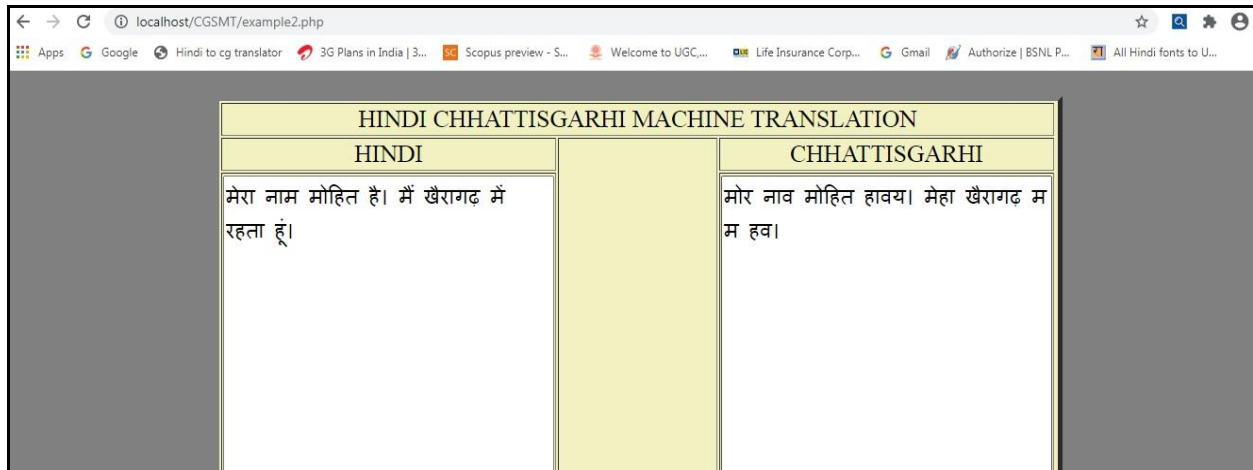 localhost/CGSMT/example2.php
Apps Google Hindi to cg translator 3G Plans in India | 3... SC Scopus preview - S... Welcome to UGC,... Life Insurance Corp... Gmail Authorize | BSNL P... All Hindi fonts to U...
HINDI CHHATTISGARHI MACHINE TRANSLATION
HINDI CHHATTISGARHI
मेरा नाम मोहित है। मैं खैरागढ़ में
रहता हूं।
मोर नाव मोहित हावय। मेहा खैरागढ़ म
म हव।